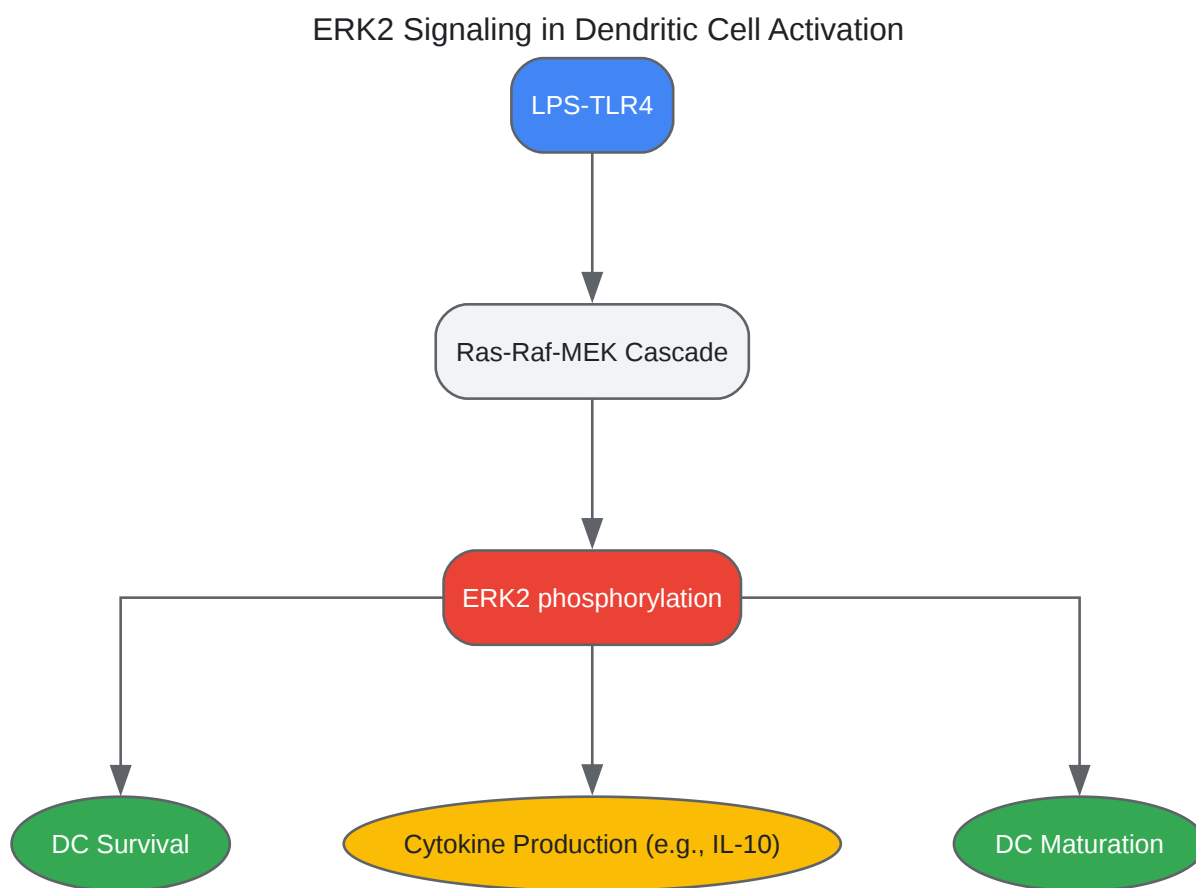 ERK2 Signaling in Dendritic Cell Activation
LPS-TLR4
Ras-Raf-MEK Cascade
ERK2 phosphorylation
DC Survival
Cytokine Production (e.g., IL-10)
DC Maturation